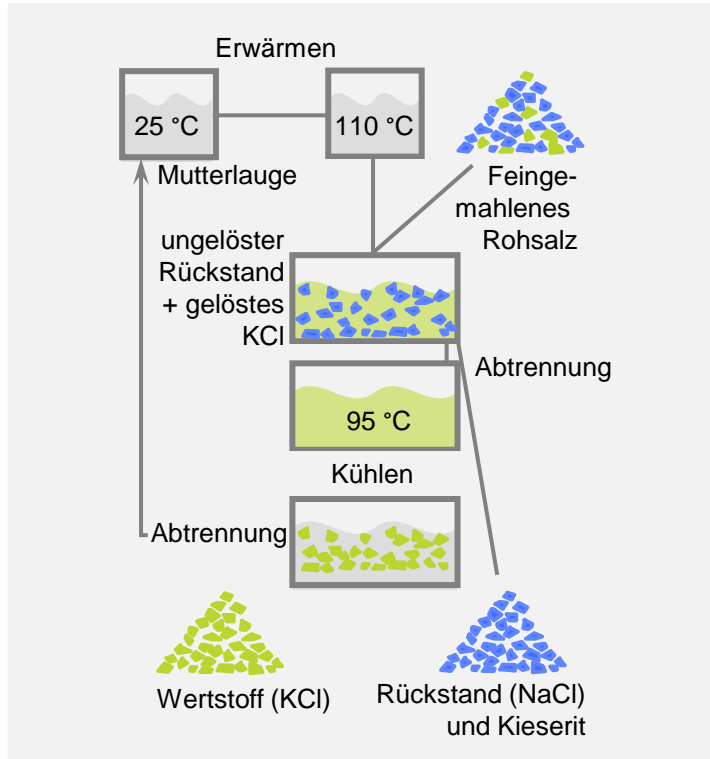 Erwärmen
25 °C
110 °C
Mutterlauge
Feinge-
mahlenes
Rohsalz
ungelöster
Rückstand
+ gelöstes
KCl
Abtrennung
95 °C
Kühlen
Abtrennung
Wertstoff (KCl)
Rückstand (NaCl)
und Kieserit